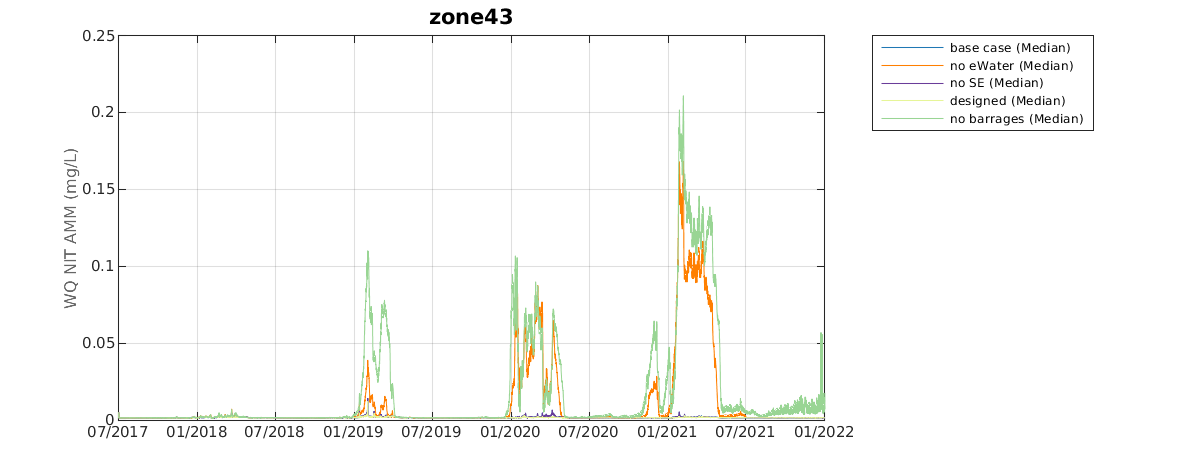 zone43
0.25
0.2
0.15
0.1
0.05
0
WQ NIT AMM (mg/L)
07/2017 01/2018 07/2018 01/2019 07/2019 01/2020 07/2020 01/2021 07/2021 01/2022
base case (Median)
no eWater (Median)
no SE (Median)
designed (Median)
no barrages (Median)